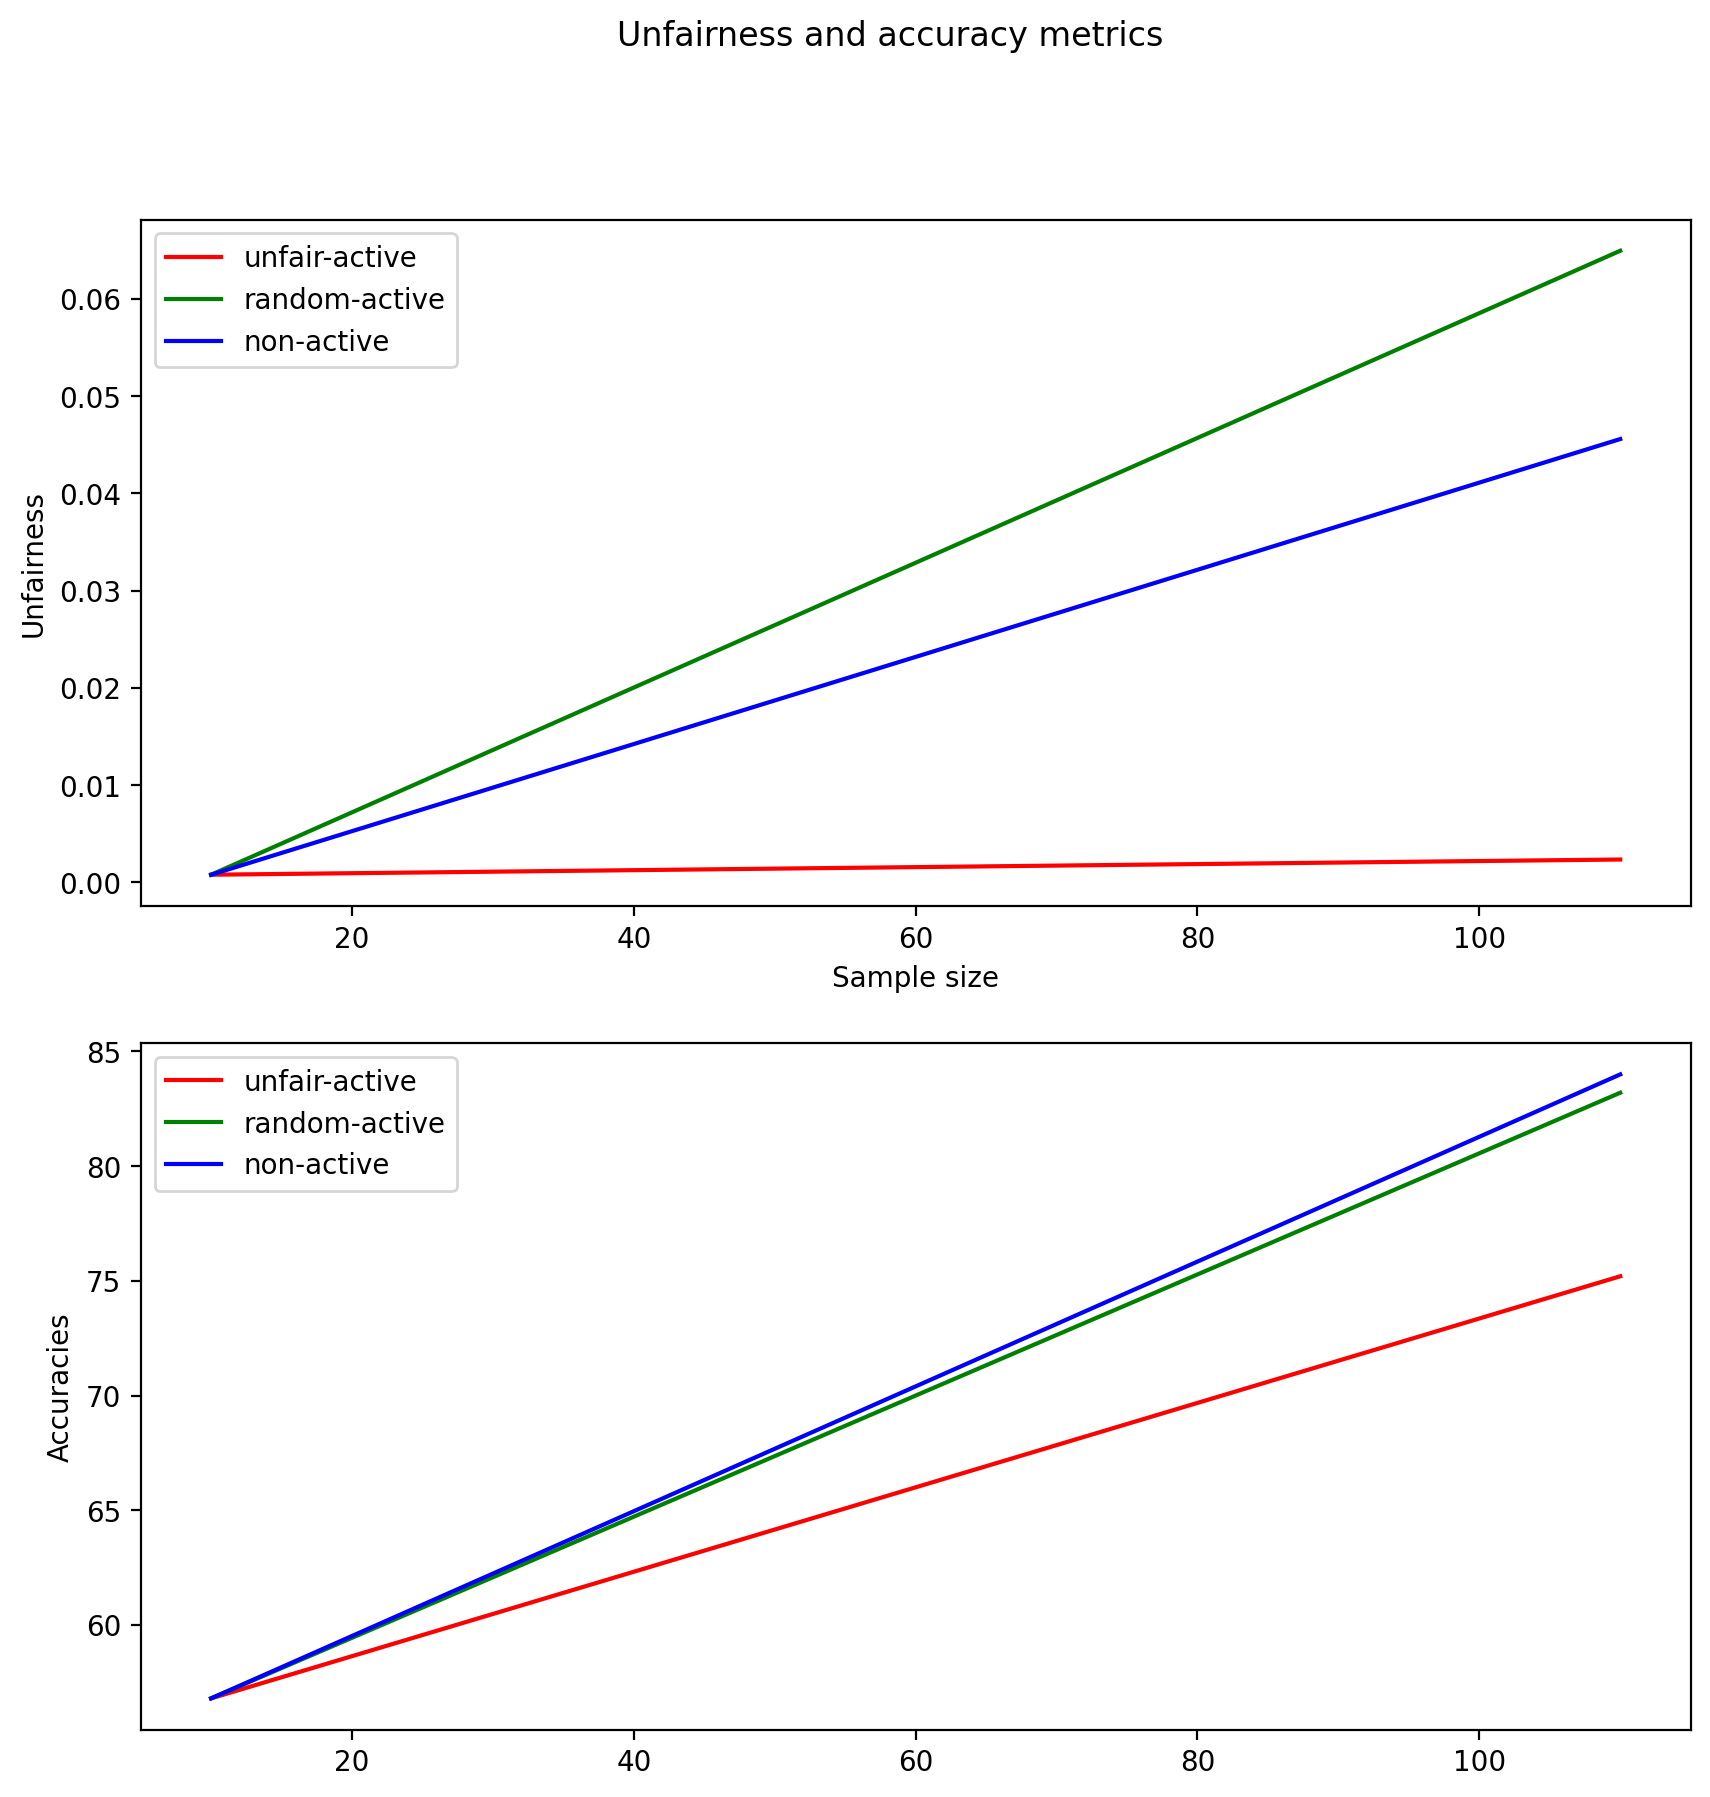 Unfairness and accuracy metrics
unfair-active
random-active
non-active
0.06
0.05
0.04
0.03
0.02
0.01
0.00
Unfairness
20 40 60 80 100
Sample size
unfair-active
random-active
non-active
85
80
75
70
65
60
Accuracies
20 40 60 80 100